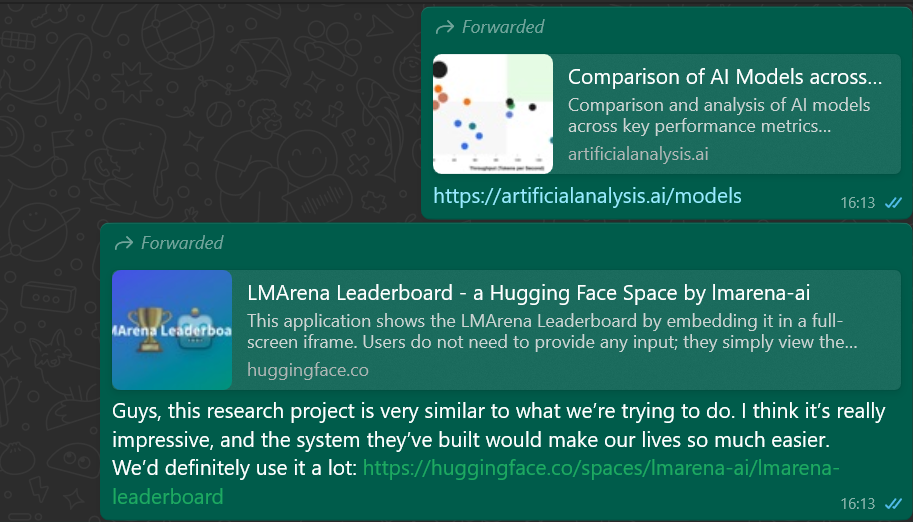 Forwarded
Comparison of AI Models across...
Comparison and analysis of AI models
across key performance metrics...
artificialanalysis.ai
https://artificialanalysis.ai/models
16:13
Forwarded
MArena Leaderboa
LMArena Leaderboard - a Hugging Face Space by lmarena-ai
This application shows the LMArena Leaderboard by embedding it in a full-
screen iframe. Users do not need to provide any input; they simply view the...
huggingface.co
Guys, this research project is very similar to what we’re trying to do. I think it’s really
impressive, and the system they’ve built would make our lives so much easier.
We’d definitely use it a lot: https://huggingface.co/spaces/lmarena-ai/lmarena-
leaderboard
16:13